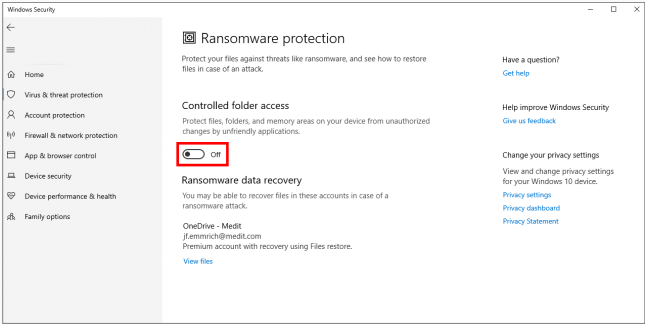 Windows Security
Home
Virus & threat protection
Account protection
Firewall & network protection
App & browser control
Device security
Device performance & health
Family options
Ransomware protection
Protect your files against threats like ransomware, and see how to restore
files in case of an attack.
Controlled folder access
Protect files, folders, and memory areas on your device from unauthorized
changes by unfriendly applications.
Off
Ransomware data recovery
You may be able to recover files in these accounts in case of a
ransomware attack.
OneDrive - Medit
jf.emmrich@medit.com
Premium account with recovery using Files restore.
View files
Have a question?
Get help
Help improve Windows Security
Give us feedback
Change your privacy settings
View and change privacy settings
for your Windows 10 device.
Privacy settings
Privacy dashboard
Privacy Statement